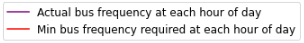 Actual bus frequency at each hour of day
Min bus frequency required at each hour of day